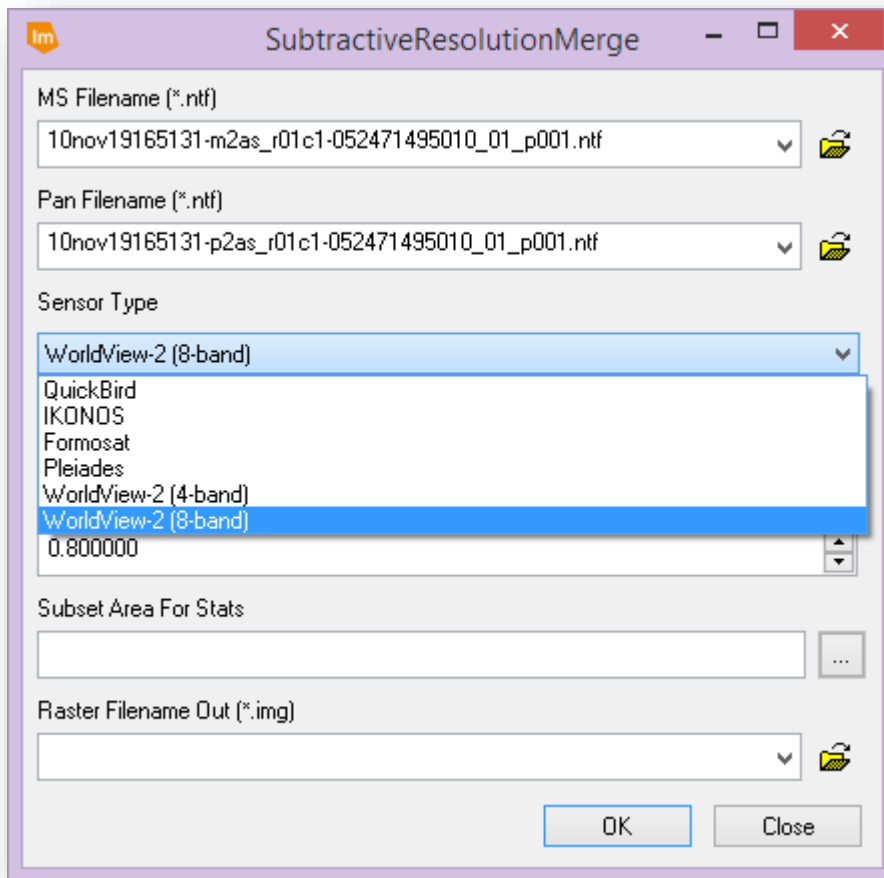 Im
SubtractiveResolutionMerge
MS Filename (*.ntf)
10nov19165131-m2as_r01c1-052471495010_01_p001.ntf
Pan Filename (*.ntf)
10nov19165131-p2as_r01c1-052471495010_01_p001.ntf
Sensor Type
WorldView-2 (8-band)
QuickBird
IKONOS
Formosat
Pleiades
WorldView-2 (4-band)
WorldView-2 (8-band)
0.800000
Subset Area For Stats
...
Raster Filename Out (*.img)
OK Close